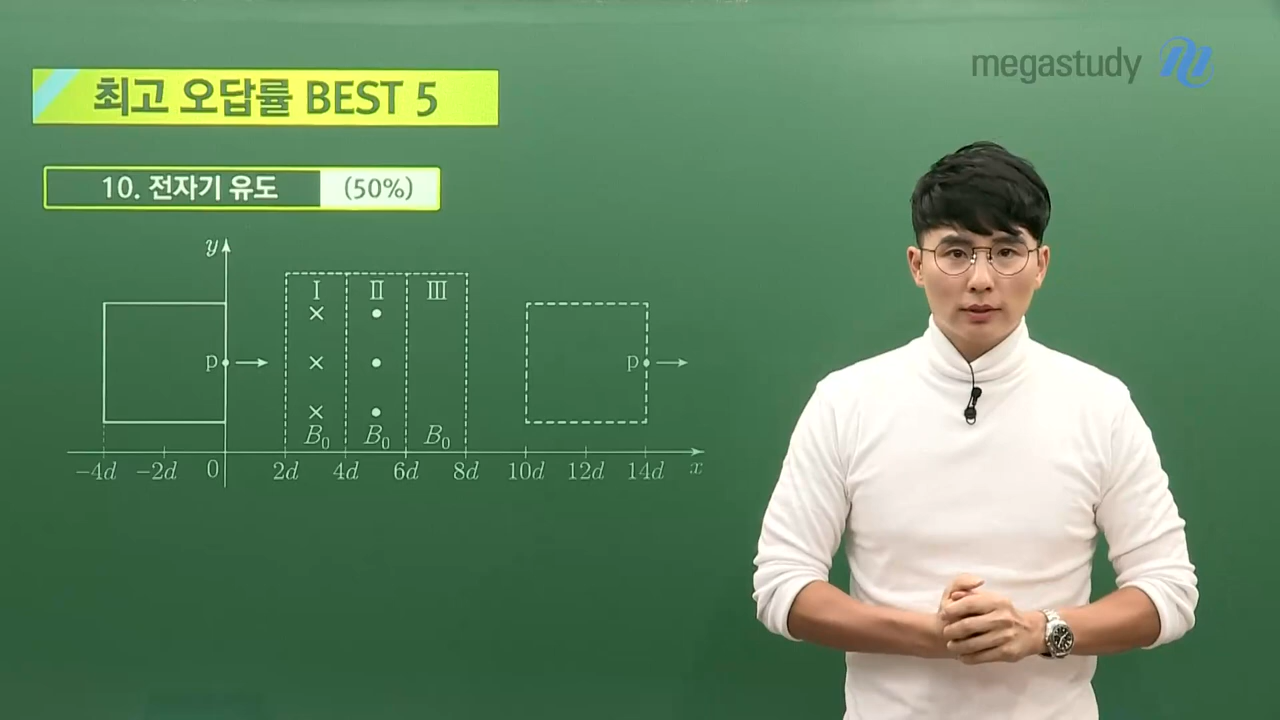 megastudy
최고 오답률 BEST 5
10. 전자기 유도 (50%)
y
I II III
p p
B₀ B₀ B₀
−4d −2d 0 2d 4d 6d 8d 10d 12d 14d x